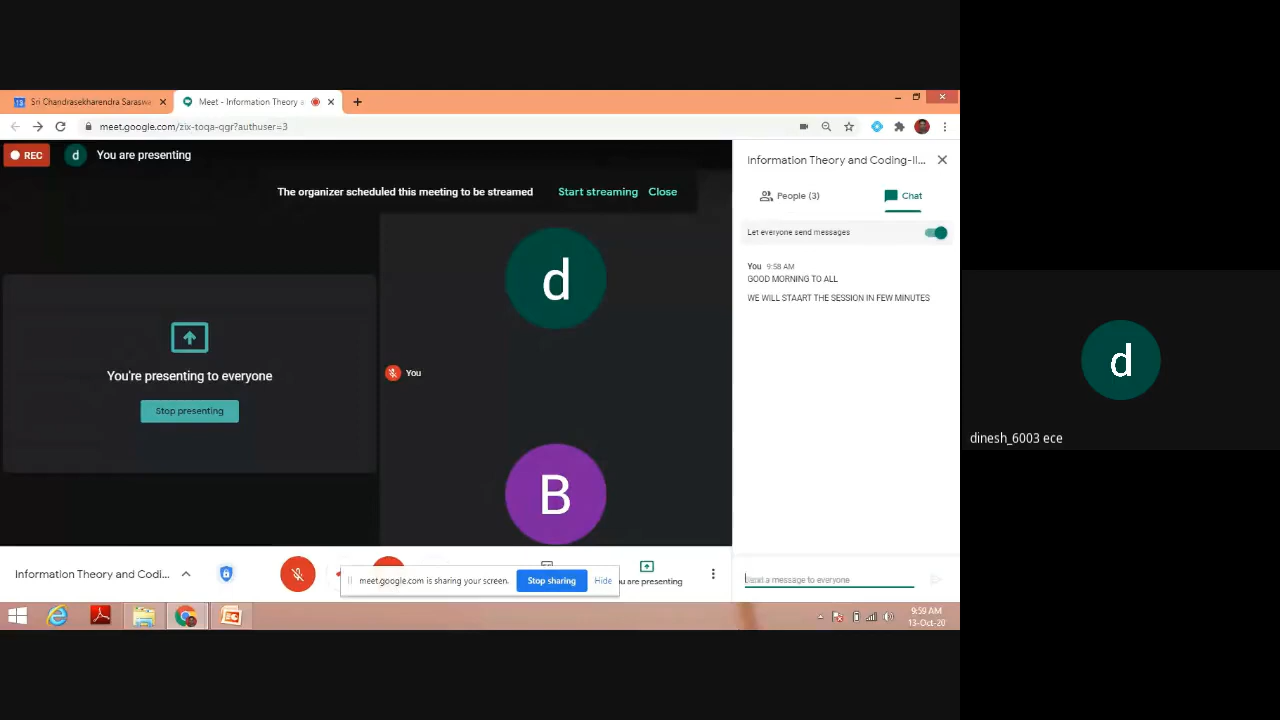 Sri Chandrasekharendra Saraswa
Meet - Information Theory a
meet.google.com/zix-toqa-qgr?authuser=3
REC
d
You are presenting
The organizer scheduled this meeting to be streamed
Start streaming
Close
Information Theory and Coding-II...
People (3)
Chat
Let everyone send messages
You 9:58 AM
GOOD MORNING TO ALL
WE WILL STAART THE SESSION IN FEW MINUTES
d
You're presenting to everyone
Stop presenting
You
B
d
dinesh_6003 ece
Information Theory and Codi...
meet.google.com is sharing your screen.
Stop sharing
Hide
ou are presenting
a message to everyone
9:59 AM
13-Oct-20